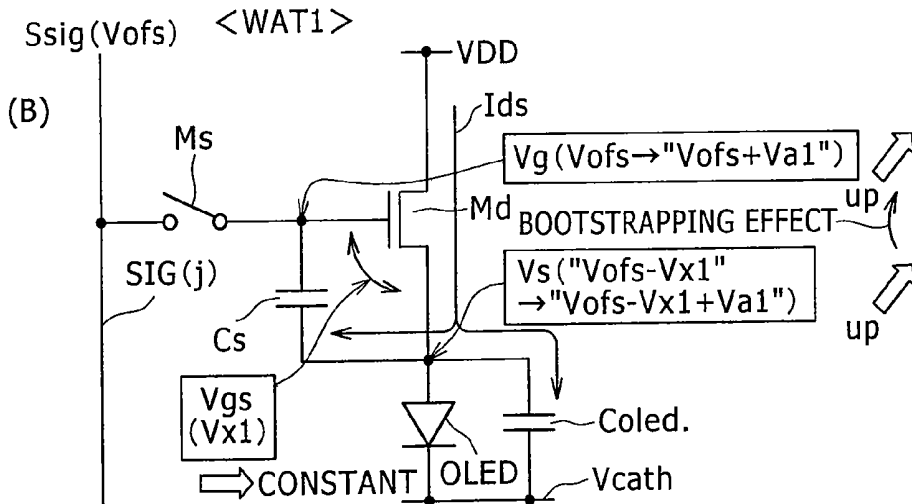 Ssig(Vofs)
<WAT1>
VDD
(B)
Ids
Ms
Vg(Vofs→"Vofs+Va1")
up
Md
BOOTSTRAPPING EFFECT
SIG(j)
Vs("Vofs-Vx1"
→"Vofs-Vx1+Va1")
up
Cs
Vgs
(Vx1)
Coled.
OLED
CONSTANT
Vcath